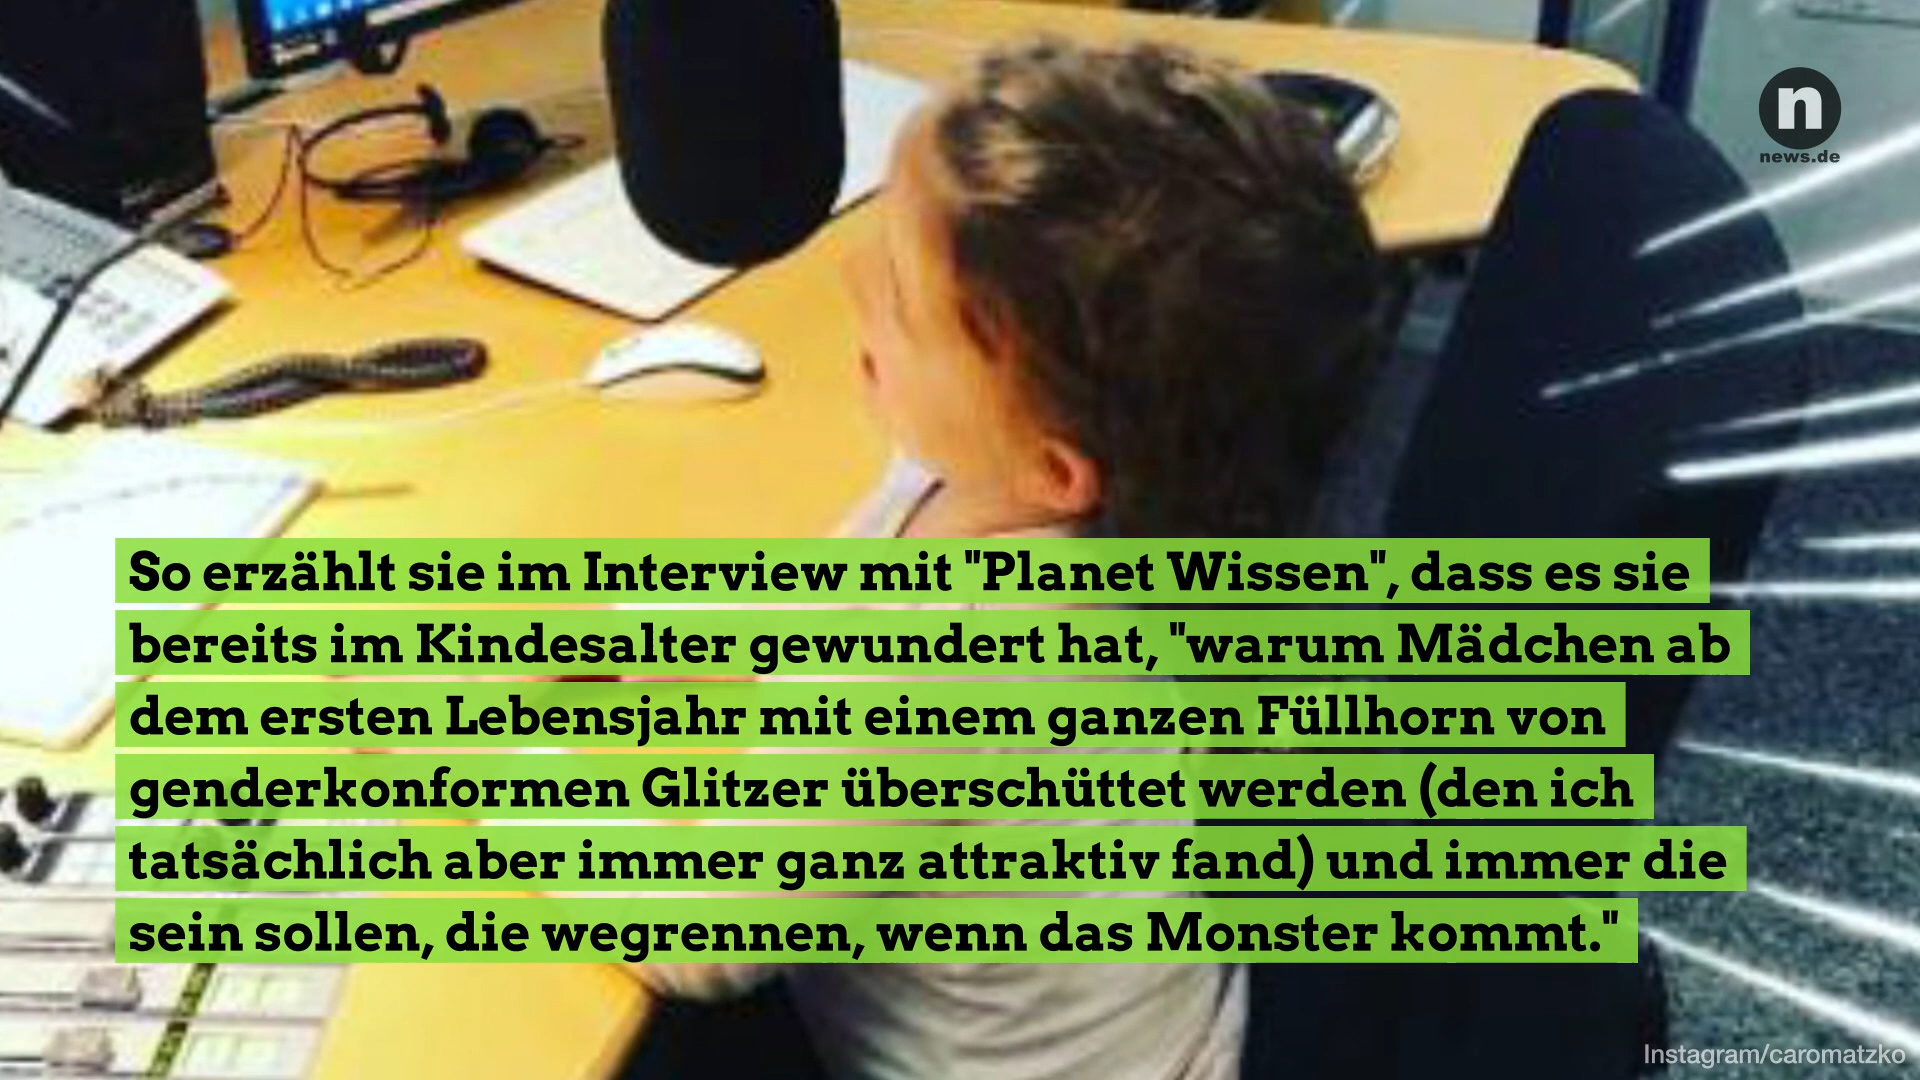 n
news.de
So erzählt sie im Interview mit "Planet Wissen", dass es sie
bereits im Kindesalter gewundert hat, "warum Mädchen ab
dem ersten Lebensjahr mit einem ganzen Füllhorn von
genderkonformen Glitzer überschüttet werden (den ich
tatsächlich aber immer ganz attraktiv fand) und immer die
sein sollen, die wegrennen, wenn das Monster kommt."
Instagram/caromatzko